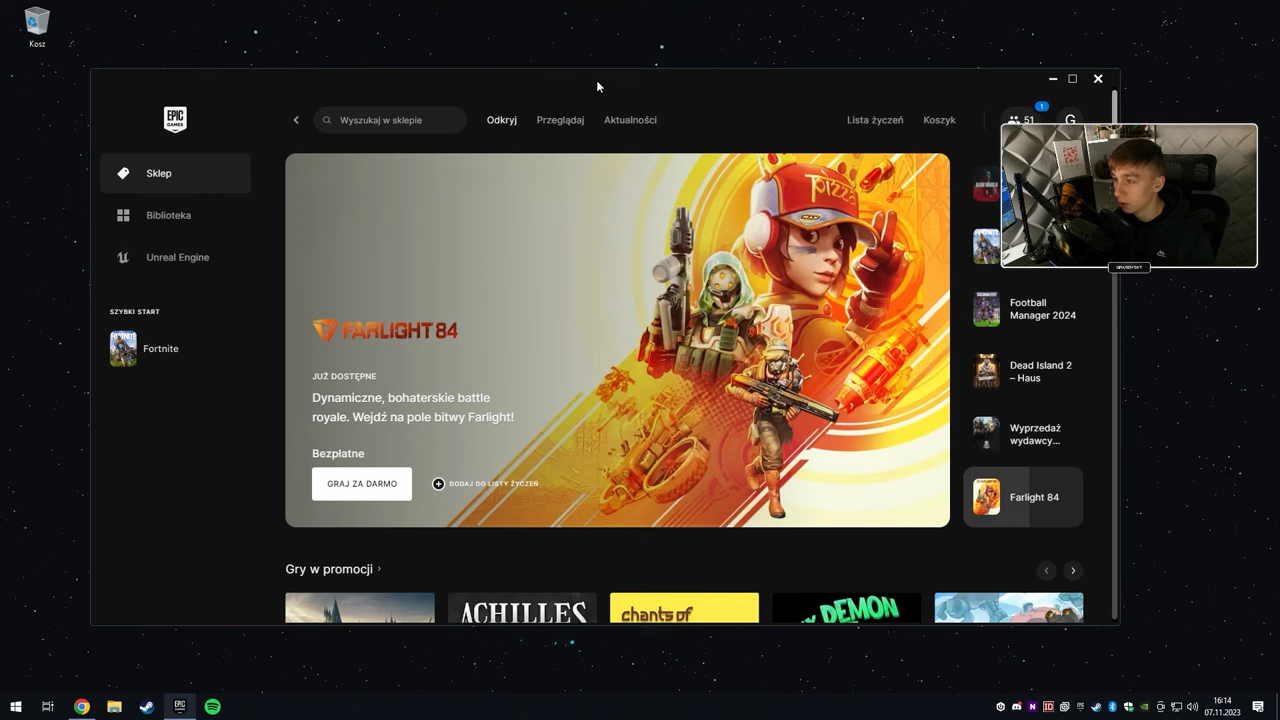 Kosz
EPIC
GAMES
Wyszukaj w sklepie
Odkryj
Przeglądaj
Aktualności
Lista życzeń
Koszyk
1
51
G
Sklep
Biblioteka
Unreal Engine
SZYBKI START
Fortnite
pizza
FARLIGHT 84
JUŻ DOSTĘPNE
Dynamiczne, bohaterskie battle
royale. Wejdź na pole bitwy Farlight!
Bezpłatne
GRAJ ZA DARMO
DODAJ DO LISTY ŻYCZEŃ
Football
Manager 2024
Dead Island 2
– Haus
Wyprzedaż
wydawcy...
Farlight 84
Gry w promocji
ACHILLES
chants of
DEMON
16:14
07.11.2023